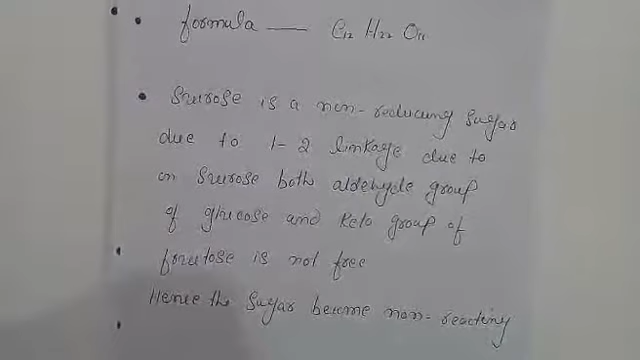 formula — C12 H22 O11
Sucrose is a non-reducing sugar
due to 1-2 linkage due to
in Sucrose both aldehyde group
of glucose and Keto group of
fructose is not free
Hence the sugar become non-reacting